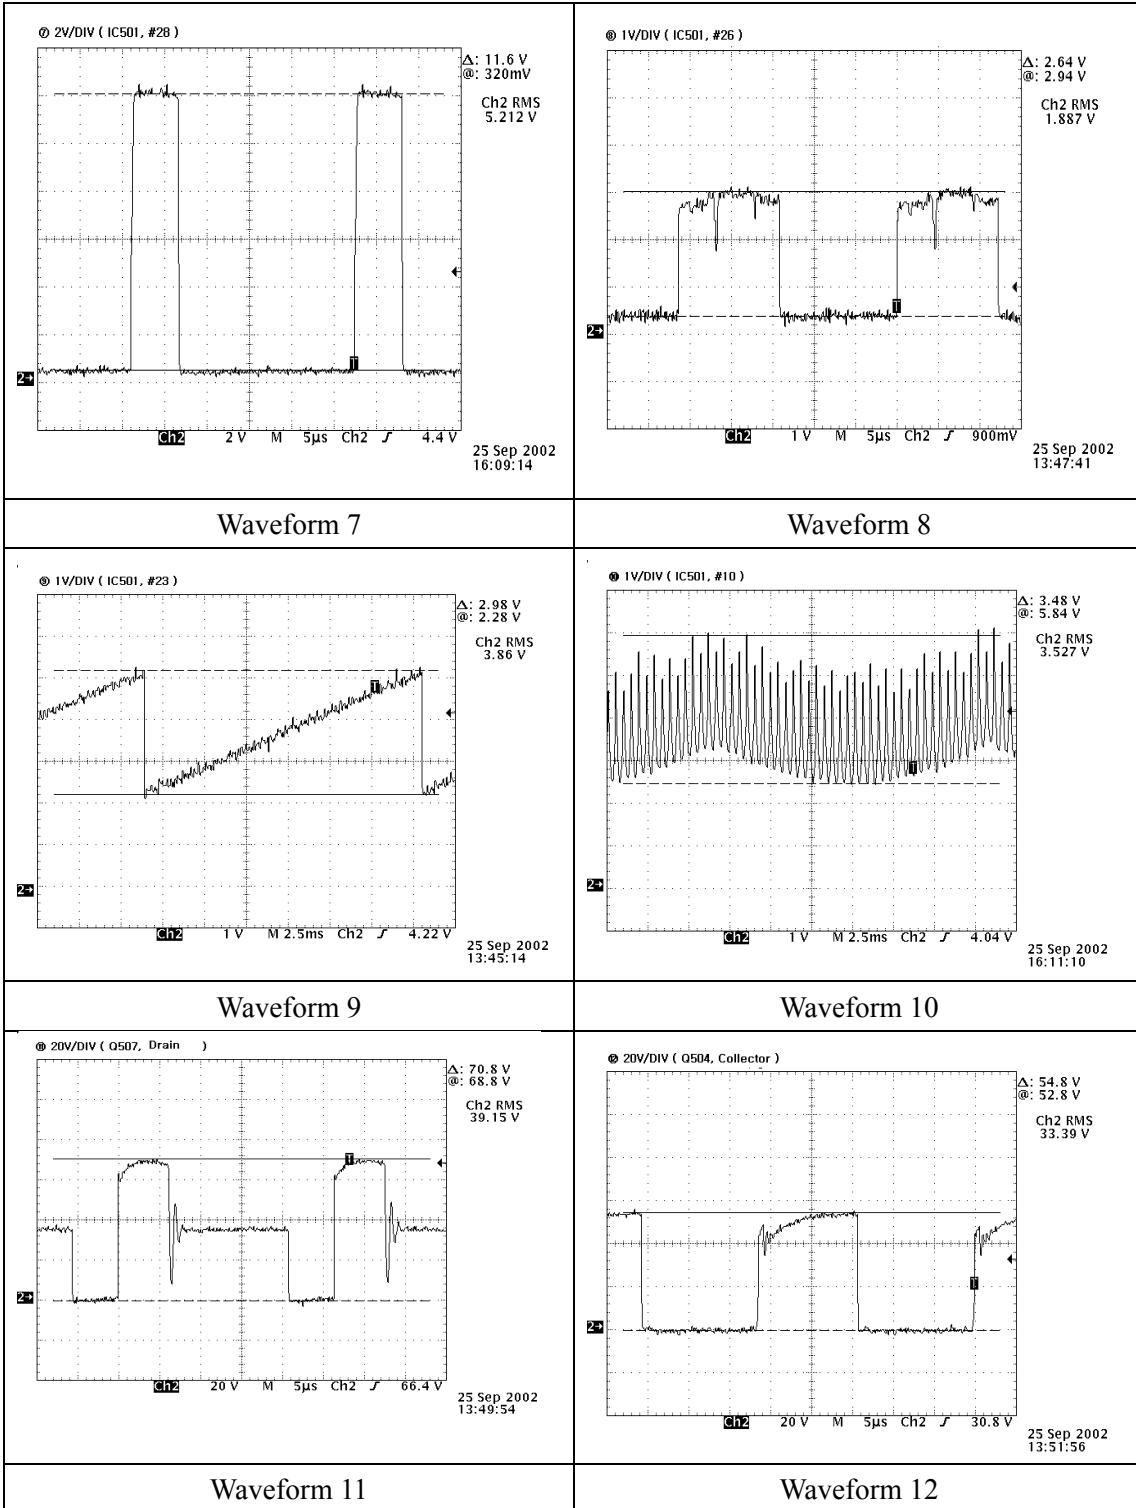 ⑦ 2V/DIV ( IC501, #28 )
Δ: 11.6 V
@: 320mV
Ch2 RMS
5.212 V
T
2→
Ch2 2 V M 5µs Ch2 ƒ 4.4 V
25 Sep 2002
16:09:14
Waveform 7
⑧ 1V/DIV ( IC501, #26 )
Δ: 2.64 V
@: 2.94 V
Ch2 RMS
1.887 V
T
2→
Ch2 1 V M 5µs Ch2 ƒ 900mV
25 Sep 2002
13:47:41
Waveform 8
⑨ 1V/DIV ( IC501, #23 )
Δ: 2.98 V
@: 2.28 V
Ch2 RMS
3.86 V
T
2→
Ch2 1 V M 2.5ms Ch2 ƒ 4.22 V
25 Sep 2002
13:45:14
Waveform 9
⑩ 1V/DIV ( IC501, #10 )
Δ: 3.48 V
@: 5.84 V
Ch2 RMS
3.527 V
T
2→
Ch2 1 V M 2.5ms Ch2 ƒ 4.04 V
25 Sep 2002
16:11:10
Waveform 10
⑪ 20V/DIV ( Q507, Drain )
Δ: 70.8 V
@: 68.8 V
Ch2 RMS
39.15 V
T
2→
Ch2 20 V M 5µs Ch2 ƒ 66.4 V
25 Sep 2002
13:49:54
Waveform 11
⑫ 20V/DIV ( Q504, Collector )
Δ: 54.8 V
@: 52.8 V
Ch2 RMS
33.39 V
T
2→
Ch2 20 V M 5µs Ch2 ƒ 30.8 V
25 Sep 2002
13:51:56
Waveform 12